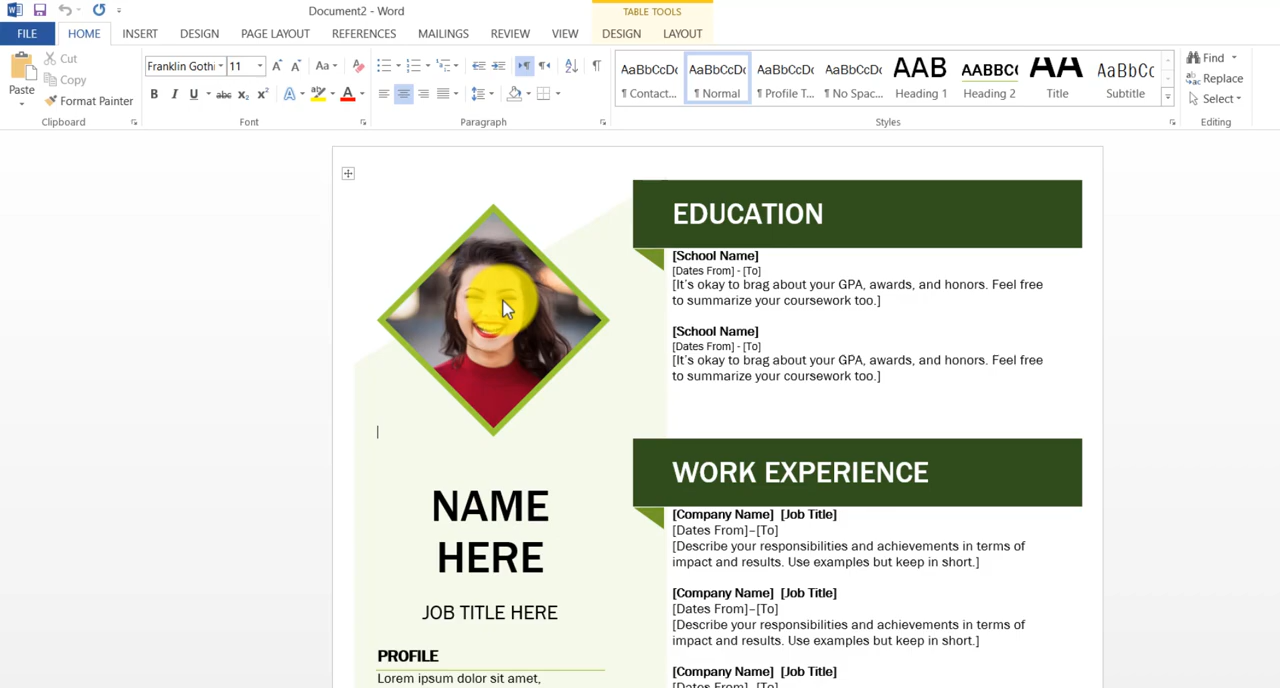 Document2 - Word
TABLE TOOLS
FILE
HOME
INSERT
DESIGN
PAGE LAYOUT
REFERENCES
MAILINGS
REVIEW
VIEW
DESIGN
LAYOUT
Paste
Cut
Copy
Format Painter
Clipboard
Franklin Gothi
11
Font
Paragraph
AaBbCcDc
¶ Contact...
AaBbCcDc
¶ Normal
AaBbCcDc
¶ Profile T...
AaBbCcDc
¶ No Spac...
AAB
Heading 1
AABBC
Heading 2
AA
Title
AaBbCc
Subtitle
Styles
Find
Replace
Select
Editing
NAME
HERE
JOB TITLE HERE
PROFILE
Lorem ipsum dolor sit amet,
EDUCATION
[School Name]
[Dates From] - [To]
[It's okay to brag about your GPA, awards, and honors. Feel free
to summarize your coursework too.]
[School Name]
[Dates From] - [To]
[It's okay to brag about your GPA, awards, and honors. Feel free
to summarize your coursework too.]
WORK EXPERIENCE
[Company Name]  [Job Title]
[Dates From]–[To]
[Describe your responsibilities and achievements in terms of
impact and results. Use examples but keep in short.]
[Company Name]  [Job Title]
[Dates From]–[To]
[Describe your responsibilities and achievements in terms of
impact and results. Use examples but keep in short.]
[Company Name]  [Job Title]
[Dates From]–[To]